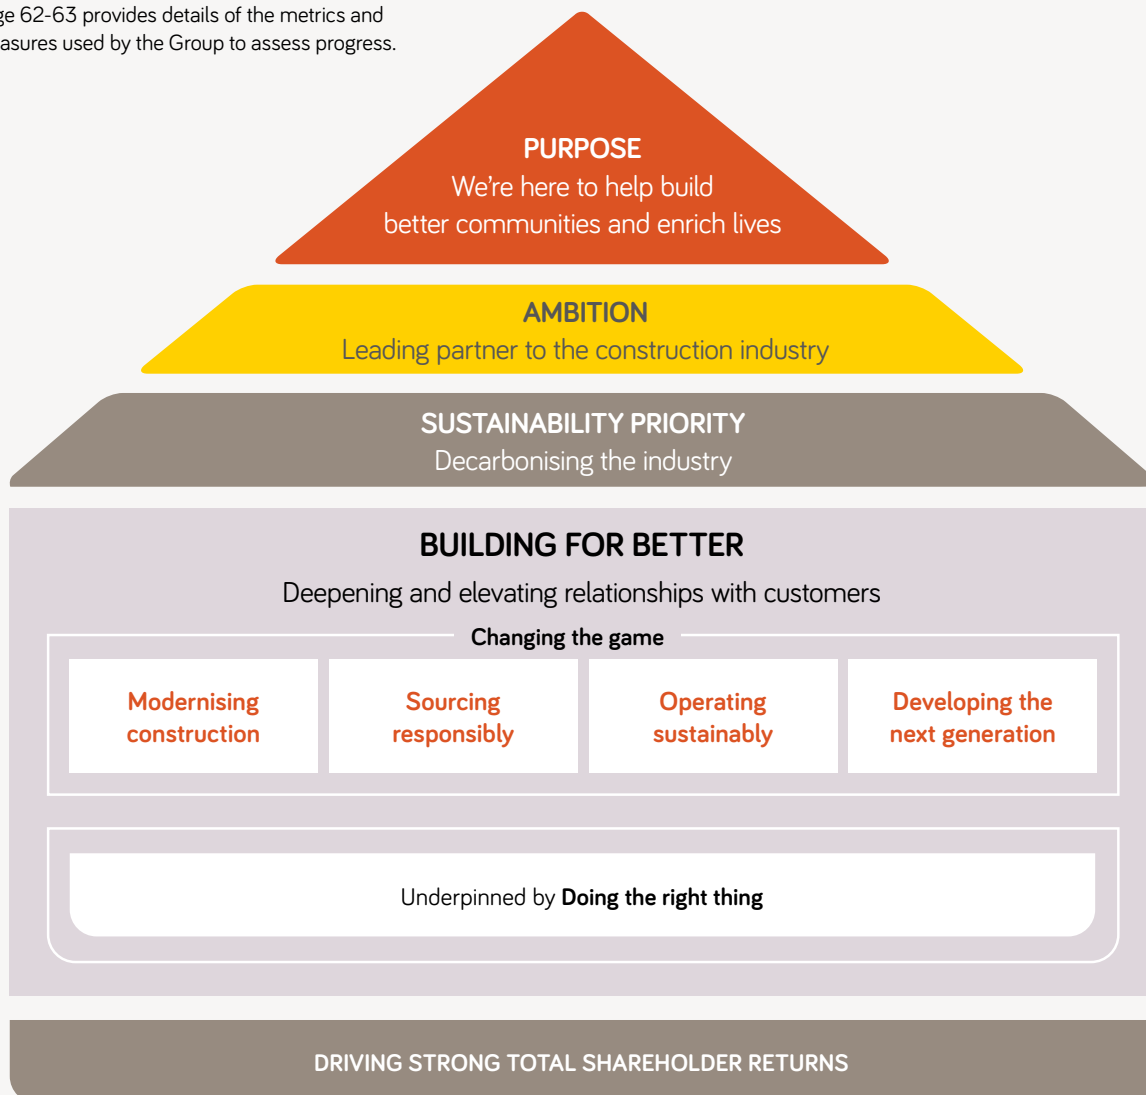 ge 62-63 provides details of the metrics and
asures used by the Group to assess progress.
PURPOSE
We're here to help build
better communities and enrich lives
AMBITION
Leading partner to the construction industry
SUSTAINABILITY PRIORITY
Decarbonising the industry
BUILDING FOR BETTER
Deepening and elevating relationships with customers
Changing the game
Modernising
construction
Sourcing
responsibly
Operating
sustainably
Developing the
next generation
Underpinned by Doing the right thing
DRIVING STRONG TOTAL SHAREHOLDER RETURNS